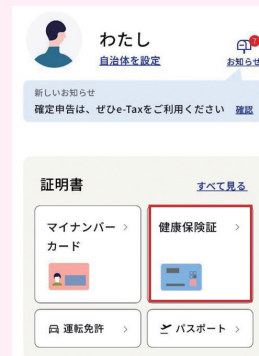 わたし
自治体を設定
7
お知らせ
新しいお知らせ
確定申告は、ぜひe-Taxをご利用ください 確認
証明書 すべて見る
マイナンバー
カード
健康保険証
運転免許
パスポート